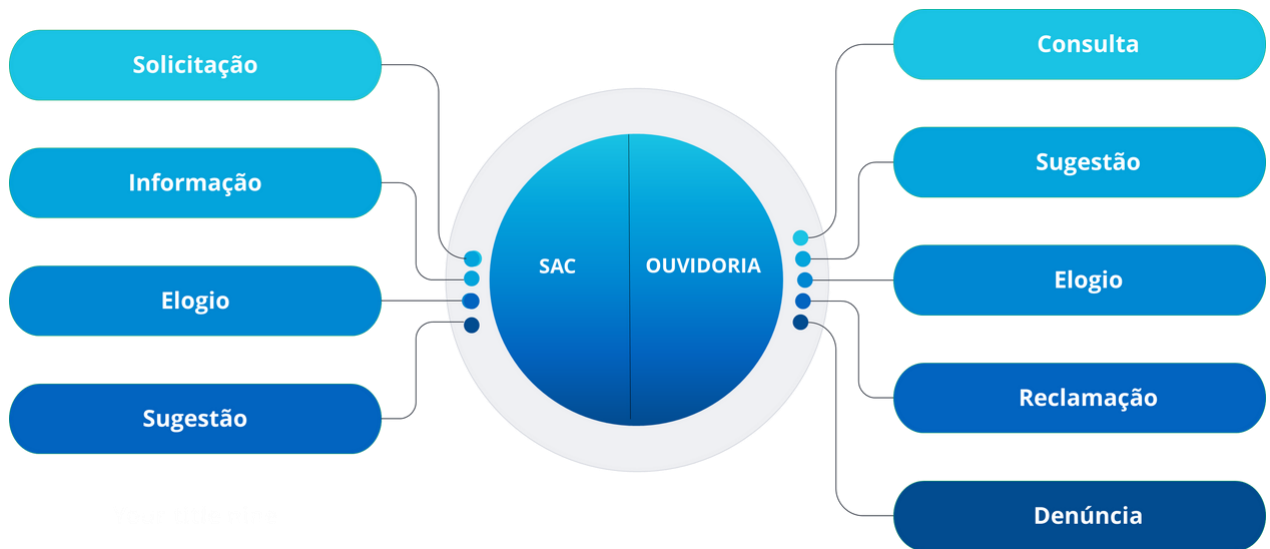 Solicitação
Informação
Elogio
Sugestão
SAC
OUVIDORIA
Consulta
Sugestão
Elogio
Reclamação
Denúncia